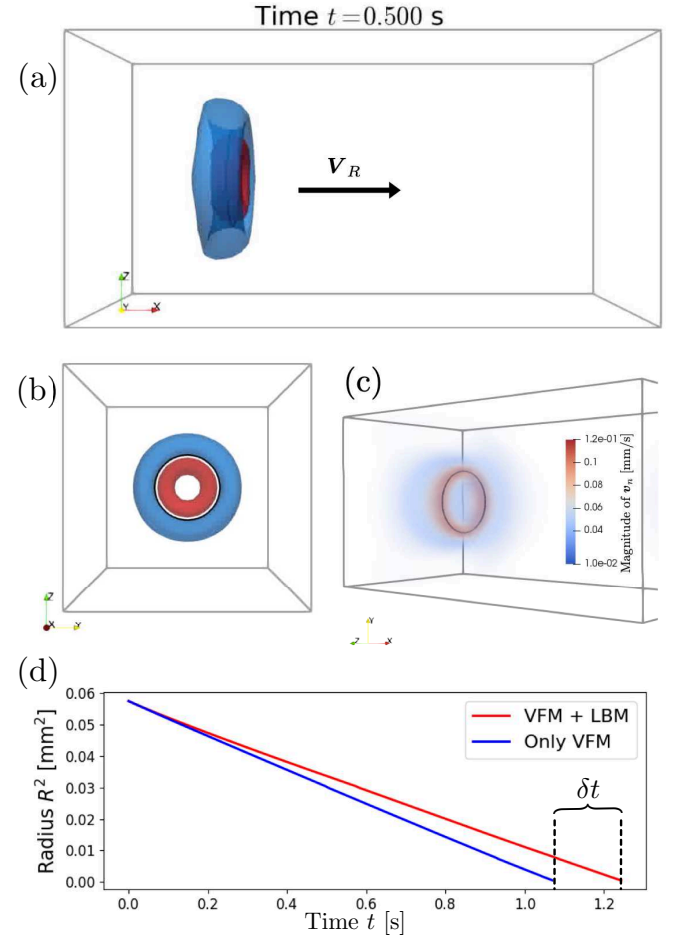 Time t=0.500 s
(a)
V_R
Z
Y
X
(b)
(c)
1.2e-01
0.1
0.08
0.06
0.04
1.0e-02
Magnitude of v_n [mm/s]
Z
X
Y
Y
Z
X
(d)
0.06
0.05
0.04
0.03
0.02
0.01
0.00
Radius R² [mm²]
VFM + LBM
Only VFM
δt
0.0 0.2 0.4 0.6 0.8 1.0 1.2
Time t [s]